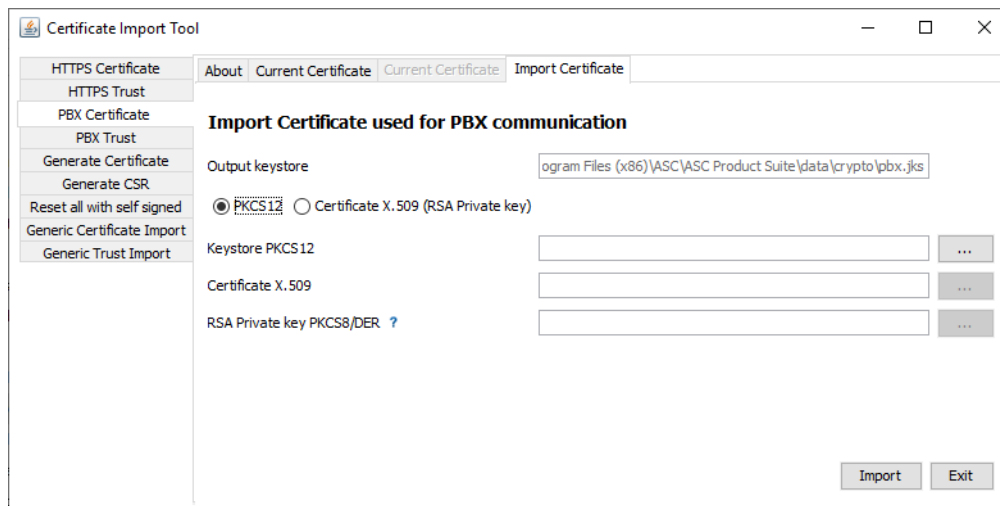 Certificate Import Tool
HTTPS Certificate
HTTPS Trust
PBX Certificate
PBX Trust
Generate Certificate
Generate CSR
Reset all with self signed
Generic Certificate Import
Generic Trust Import
About Current Certificate Current Certificate Import Certificate
Import Certificate used for PBX communication
Output keystore ogram Files (x86)\ASC\ASC Product Suite\data\crypto\pbx.jks
PKCS12 Certificate X.509 (RSA Private key)
Keystore PKCS12 ...
Certificate X.509 ...
RSA Private key PKCS8/DER ? ...
Import Exit